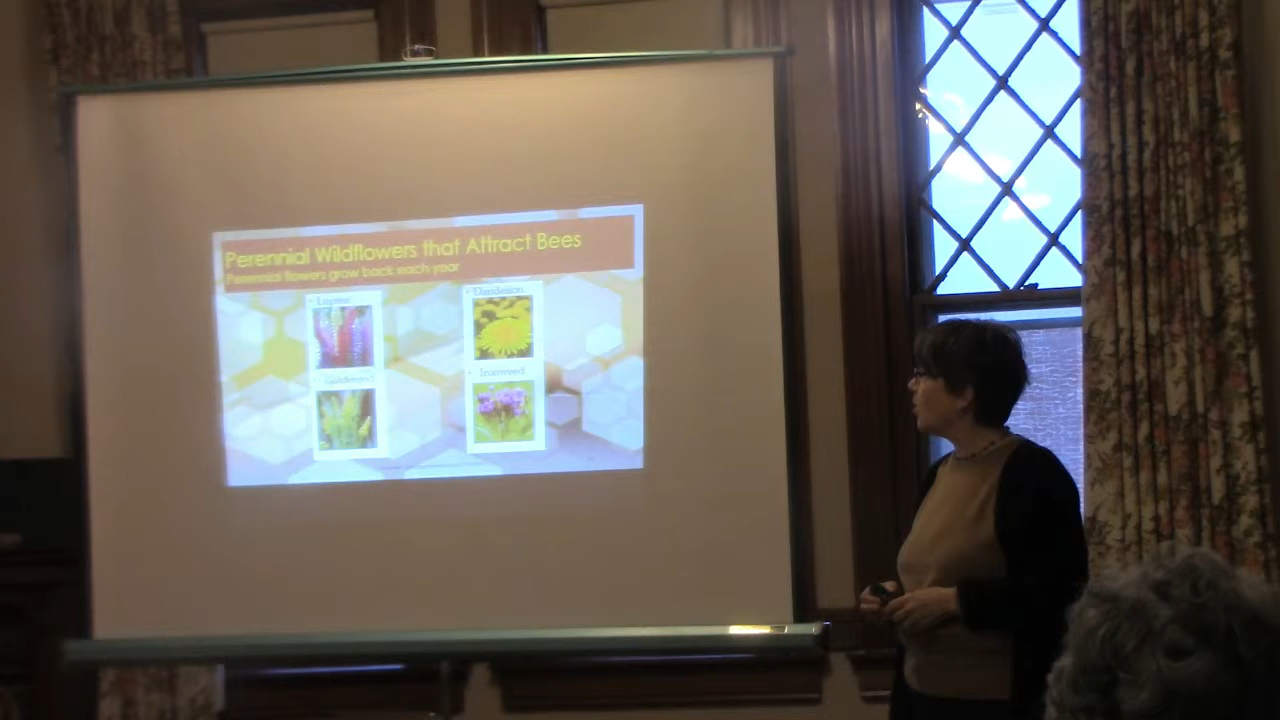 Perennial Wildflowers that Attract Bees
Perennial flowers grow back each year
• Lupine
• Dandelion
• Goldenrod
• Ironweed